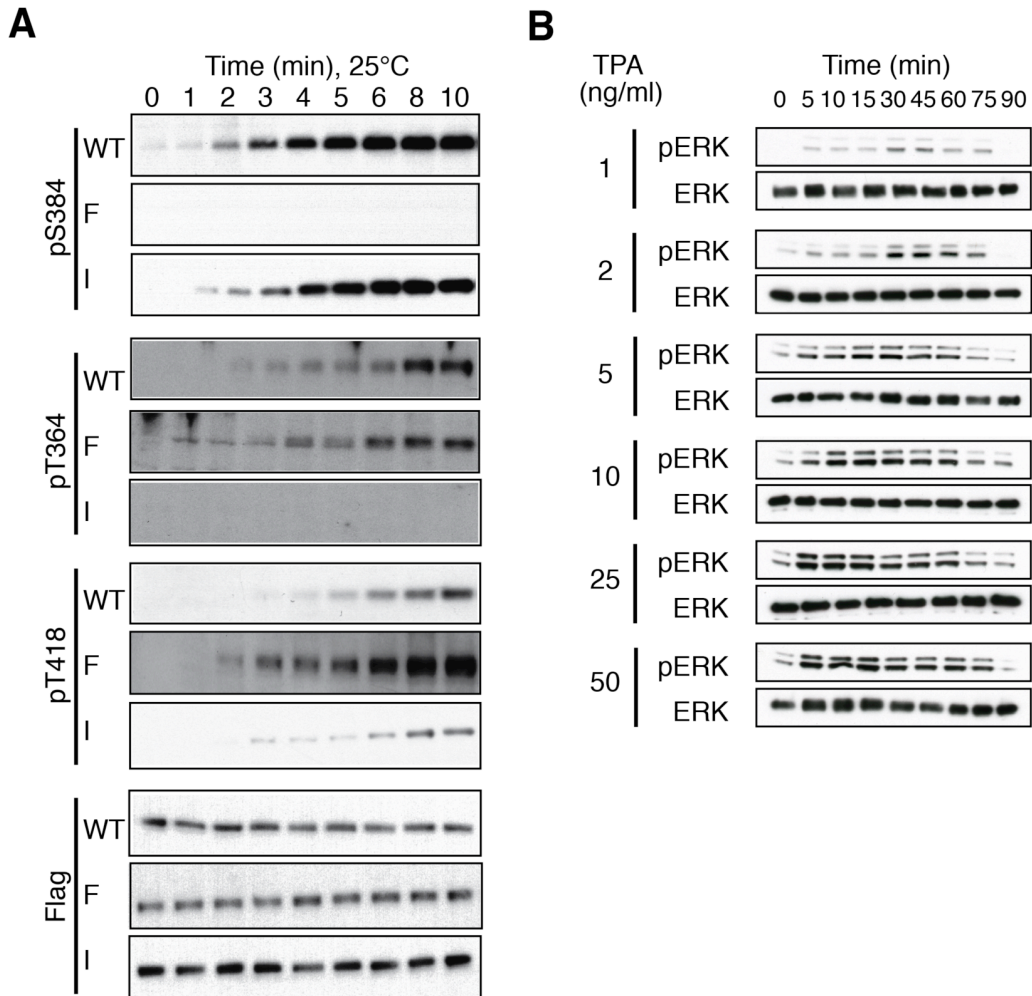 A
Time (min), 25°C
0 1 2 3 4 5 6 8 10
pS384
WT
F
I
pT364
WT
F
I
pT418
WT
F
I
Flag
WT
F
I
B
TPA
(ng/ml)
Time (min)
0 5 10 15 30 45 60 75 90
1
pERK
ERK
2
pERK
ERK
5
pERK
ERK
10
pERK
ERK
25
pERK
ERK
50
pERK
ERK